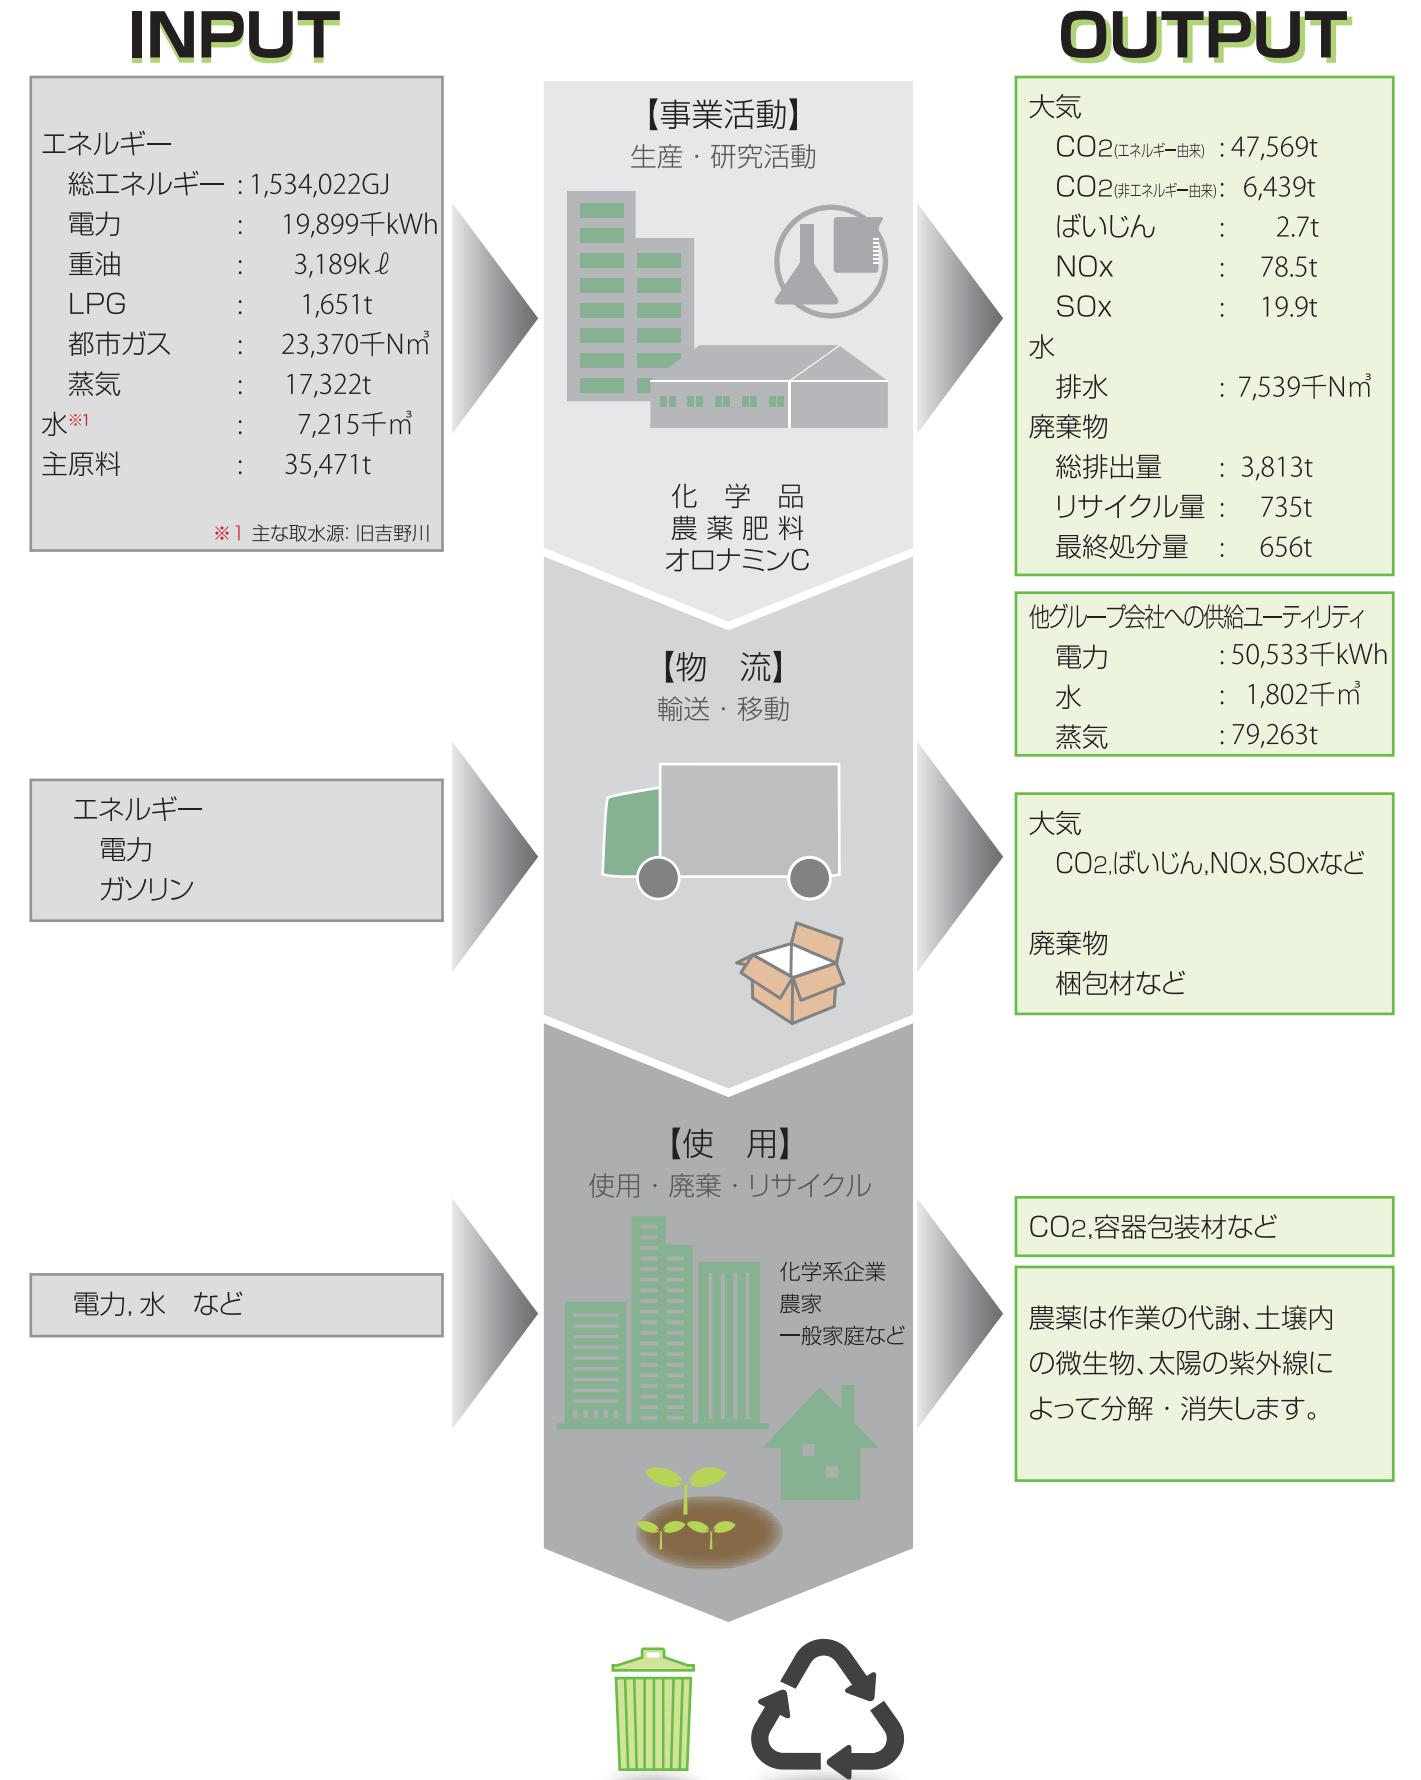 INPUT
エネルギー
総エネルギー : 1,534,022GJ
電力 : 19,899千kWh
重油 : 3,189kℓ
LPG : 1,651t
都市ガス : 23,370千N㎥
蒸気 : 17,322t
水※1 : 7,215千㎥
主原料 : 35,471t
※1 主な取水源: 旧吉野川
【事業活動】
生産・研究活動
化 学 品
農薬肥料
オロナミンC
OUTPUT
大気
CO2(エネルギー由来) : 47,569t
CO2(非エネルギー由来) : 6,439t
ばいじん : 2.7t
NOx : 78.5t
SOx : 19.9t
水
排水 : 7,539千N㎥
廃棄物
総排出量 : 3,813t
リサイクル量 : 735t
最終処分量 : 656t
他グループ会社への供給ユーティリティ
電力 : 50,533千kWh
水 : 1,802千㎥
蒸気 : 79,263t
エネルギー
電力
ガソリン
【物 流】
輸送・移動
大気
CO2,ばいじん,NOx,SOxなど
廃棄物
梱包材など
電力, 水 など
【使 用】
使用・廃棄・リサイクル
化学系企業
農家
一般家庭など
CO2,容器包装材など
農薬は作業の代謝、土壌内
の微生物、太陽の紫外線に
よって分解・消失します。